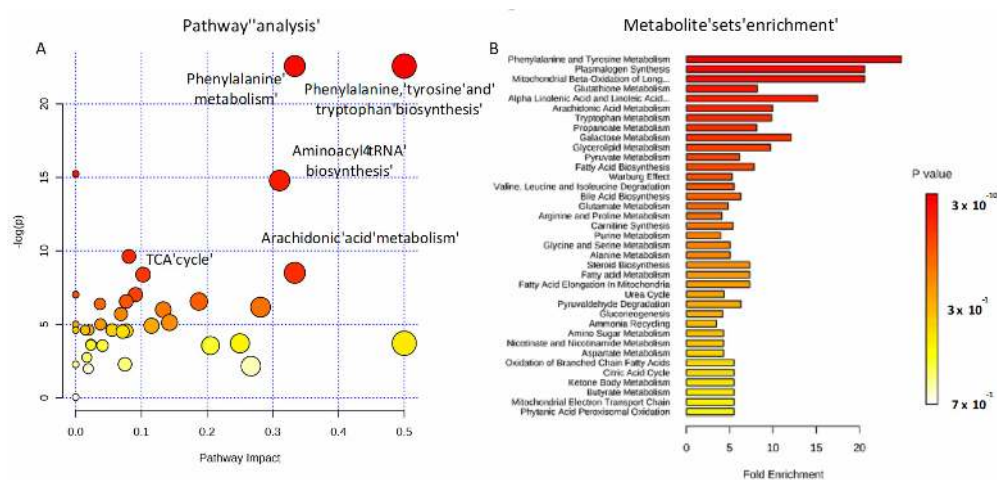 Pathway''analysis'
A
Phenylalanine'
metabolism'
Phenylalanine,'tyrosine'and'
tryptophan'biosynthesis'
Aminoacyl4tRNA'
biosynthesis'
Arachidonic'acid'metabolism'
TCA'cycle'
-log(p)
20
15
10
5
0
0.0 0.1 0.2 0.3 0.4 0.5
Pathway Impact
Metabolite'sets'enrichment'
B
Phenylalanine and Tyrosine Metabolism
Plasmalogen Synthesis
Mitochondrial Beta-Oxidation of Long...
Glutathione Metabolism
Alpha Linolenic Acid and Linoleic Acid...
Arachidonic Acid Metabolism
Tryptophan Metabolism
Propanoate Metabolism
Galactose Metabolism
Glycerolipid Metabolism
Pyruvate Metabolism
Fatty Acid Biosynthesis
Warburg Effect
Valine, Leucine and Isoleucine Degradation
Bile Acid Biosynthesis
Glutamate Metabolism
Arginine and Proline Metabolism
Carnitine Synthesis
Purine Metabolism
Glycine and Serine Metabolism
Alanine Metabolism
Steroid Biosynthesis
Fatty acid Metabolism
Fatty Acid Elongation In Mitochondria
Urea Cycle
Pyruvaldehyde Degradation
Gluconeogenesis
Ammonia Recycling
Amino Sugar Metabolism
Nicotinate and Nicotinamide Metabolism
Aspartate Metabolism
Oxidation of Branched Chain Fatty Acids
Citric Acid Cycle
Ketone Body Metabolism
Butyrate Metabolism
Mitochondrial Electron Transport Chain
Phytanic Acid Peroxisomal Oxidation
0 5 10 15 20
Fold Enrichment
P value
3 x 10⁻¹⁰
3 x 10⁻¹
7 x 10⁻¹